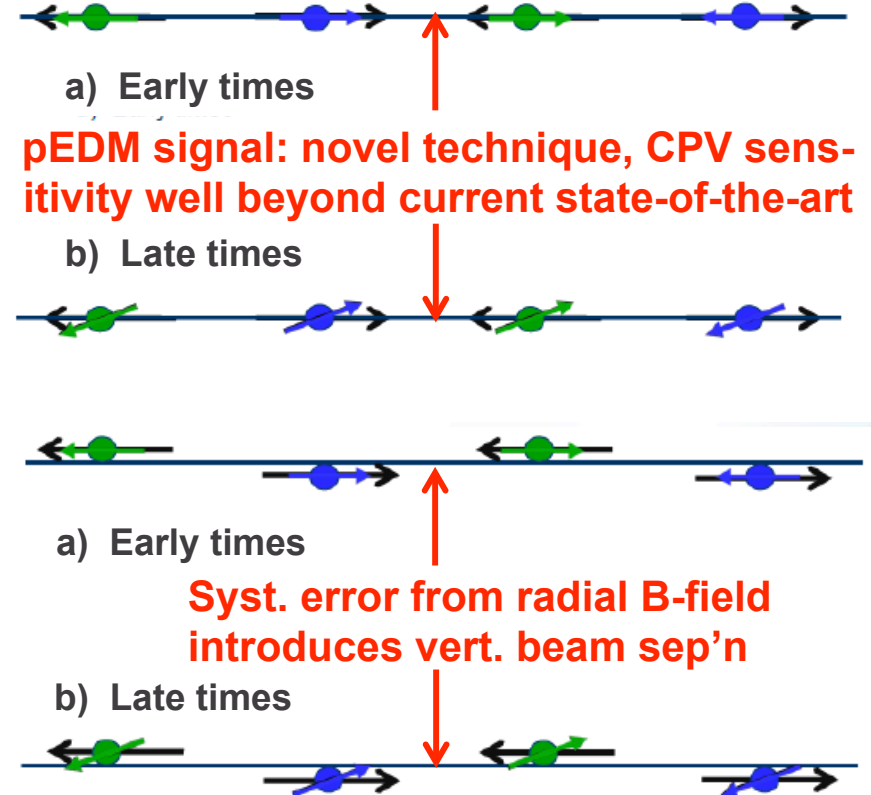 a) Early times
pEDM signal: novel technique, CPV sens-
itivity well beyond current state-of-the-art
b) Late times
a) Early times
Syst. error from radial B-field
introduces vert. beam sep’n
b) Late times